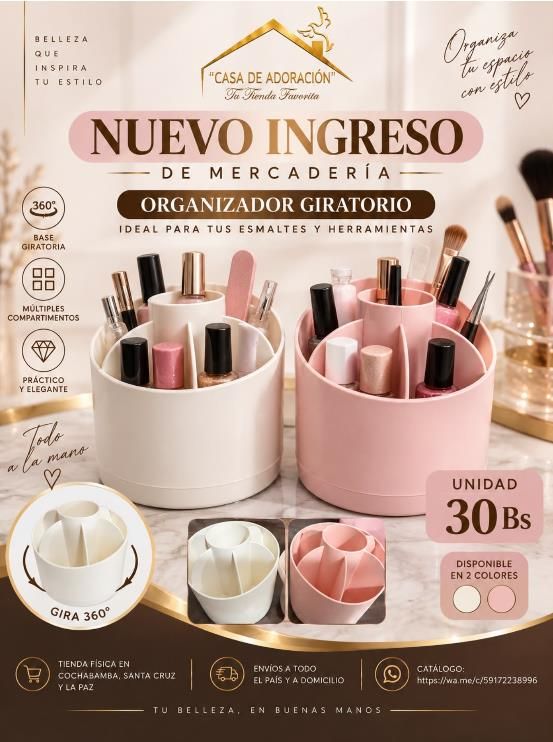 BELLEZA
QUE
INSPIRA
TU ESTILO
"CASA DE ADORACIÓN"
Tu Tienda Favorita
Organiza
tu espacio
con estilo
NUEVO INGRESO
DE MERCADERÍA
ORGANIZADOR GIRATORIO
IDEAL PARA TUS ESMALTES Y HERRAMIENTAS
360°
BASE
GIRATORIA
MÚLTIPLES
COMPARTIMENTOS
PRÁCTICO
Y ELEGANTE
Todo
a la mano
GIRA 360°
UNIDAD
30 Bs
DISPONIBLE
EN 2 COLORES
TIENDA FÍSICA EN
COCHABAMBA, SANTA CRUZ
Y LA PAZ
ENVÍOS A TODO
EL PAÍS Y A DOMICILIO
CATÁLOGO:
https://wa.me/c/59172238996
TU BELLEZA, EN BUENAS MANOS